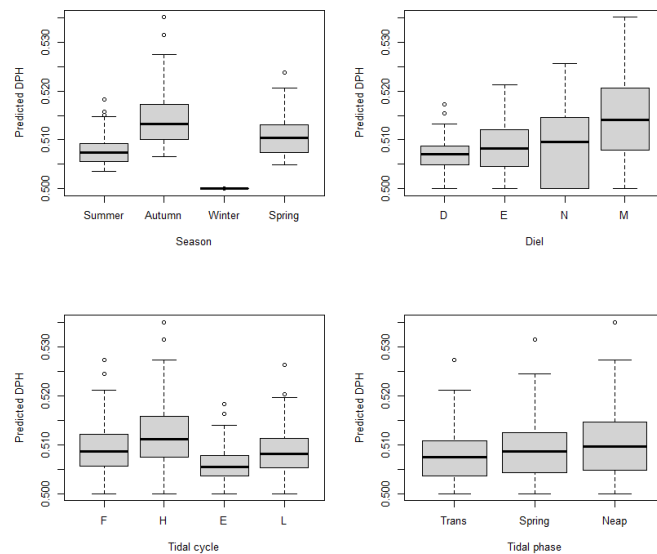 Predicted DPH
0.500 0.510 0.520 0.530
Summer Autumn Winter Spring
Season
Predicted DPH
0.500 0.510 0.520 0.530
D E N M
Diel
Predicted DPH
0.500 0.510 0.520 0.530
F H E L
Tidal cycle
Predicted DPH
0.500 0.510 0.520 0.530
Trans Spring Neap
Tidal phase